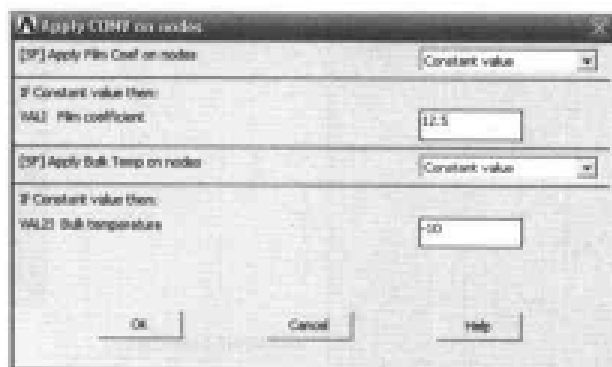 Apply CONV on nodes
[SF] Apply Film Coef on nodes
Constant value
If Constant value then:
VALI Film coefficient
12.5
[SF] Apply Bulk Temp on nodes
Constant value
If Constant value then:
VAL2I Bulk temperature
-10
OK
Cancel
Help